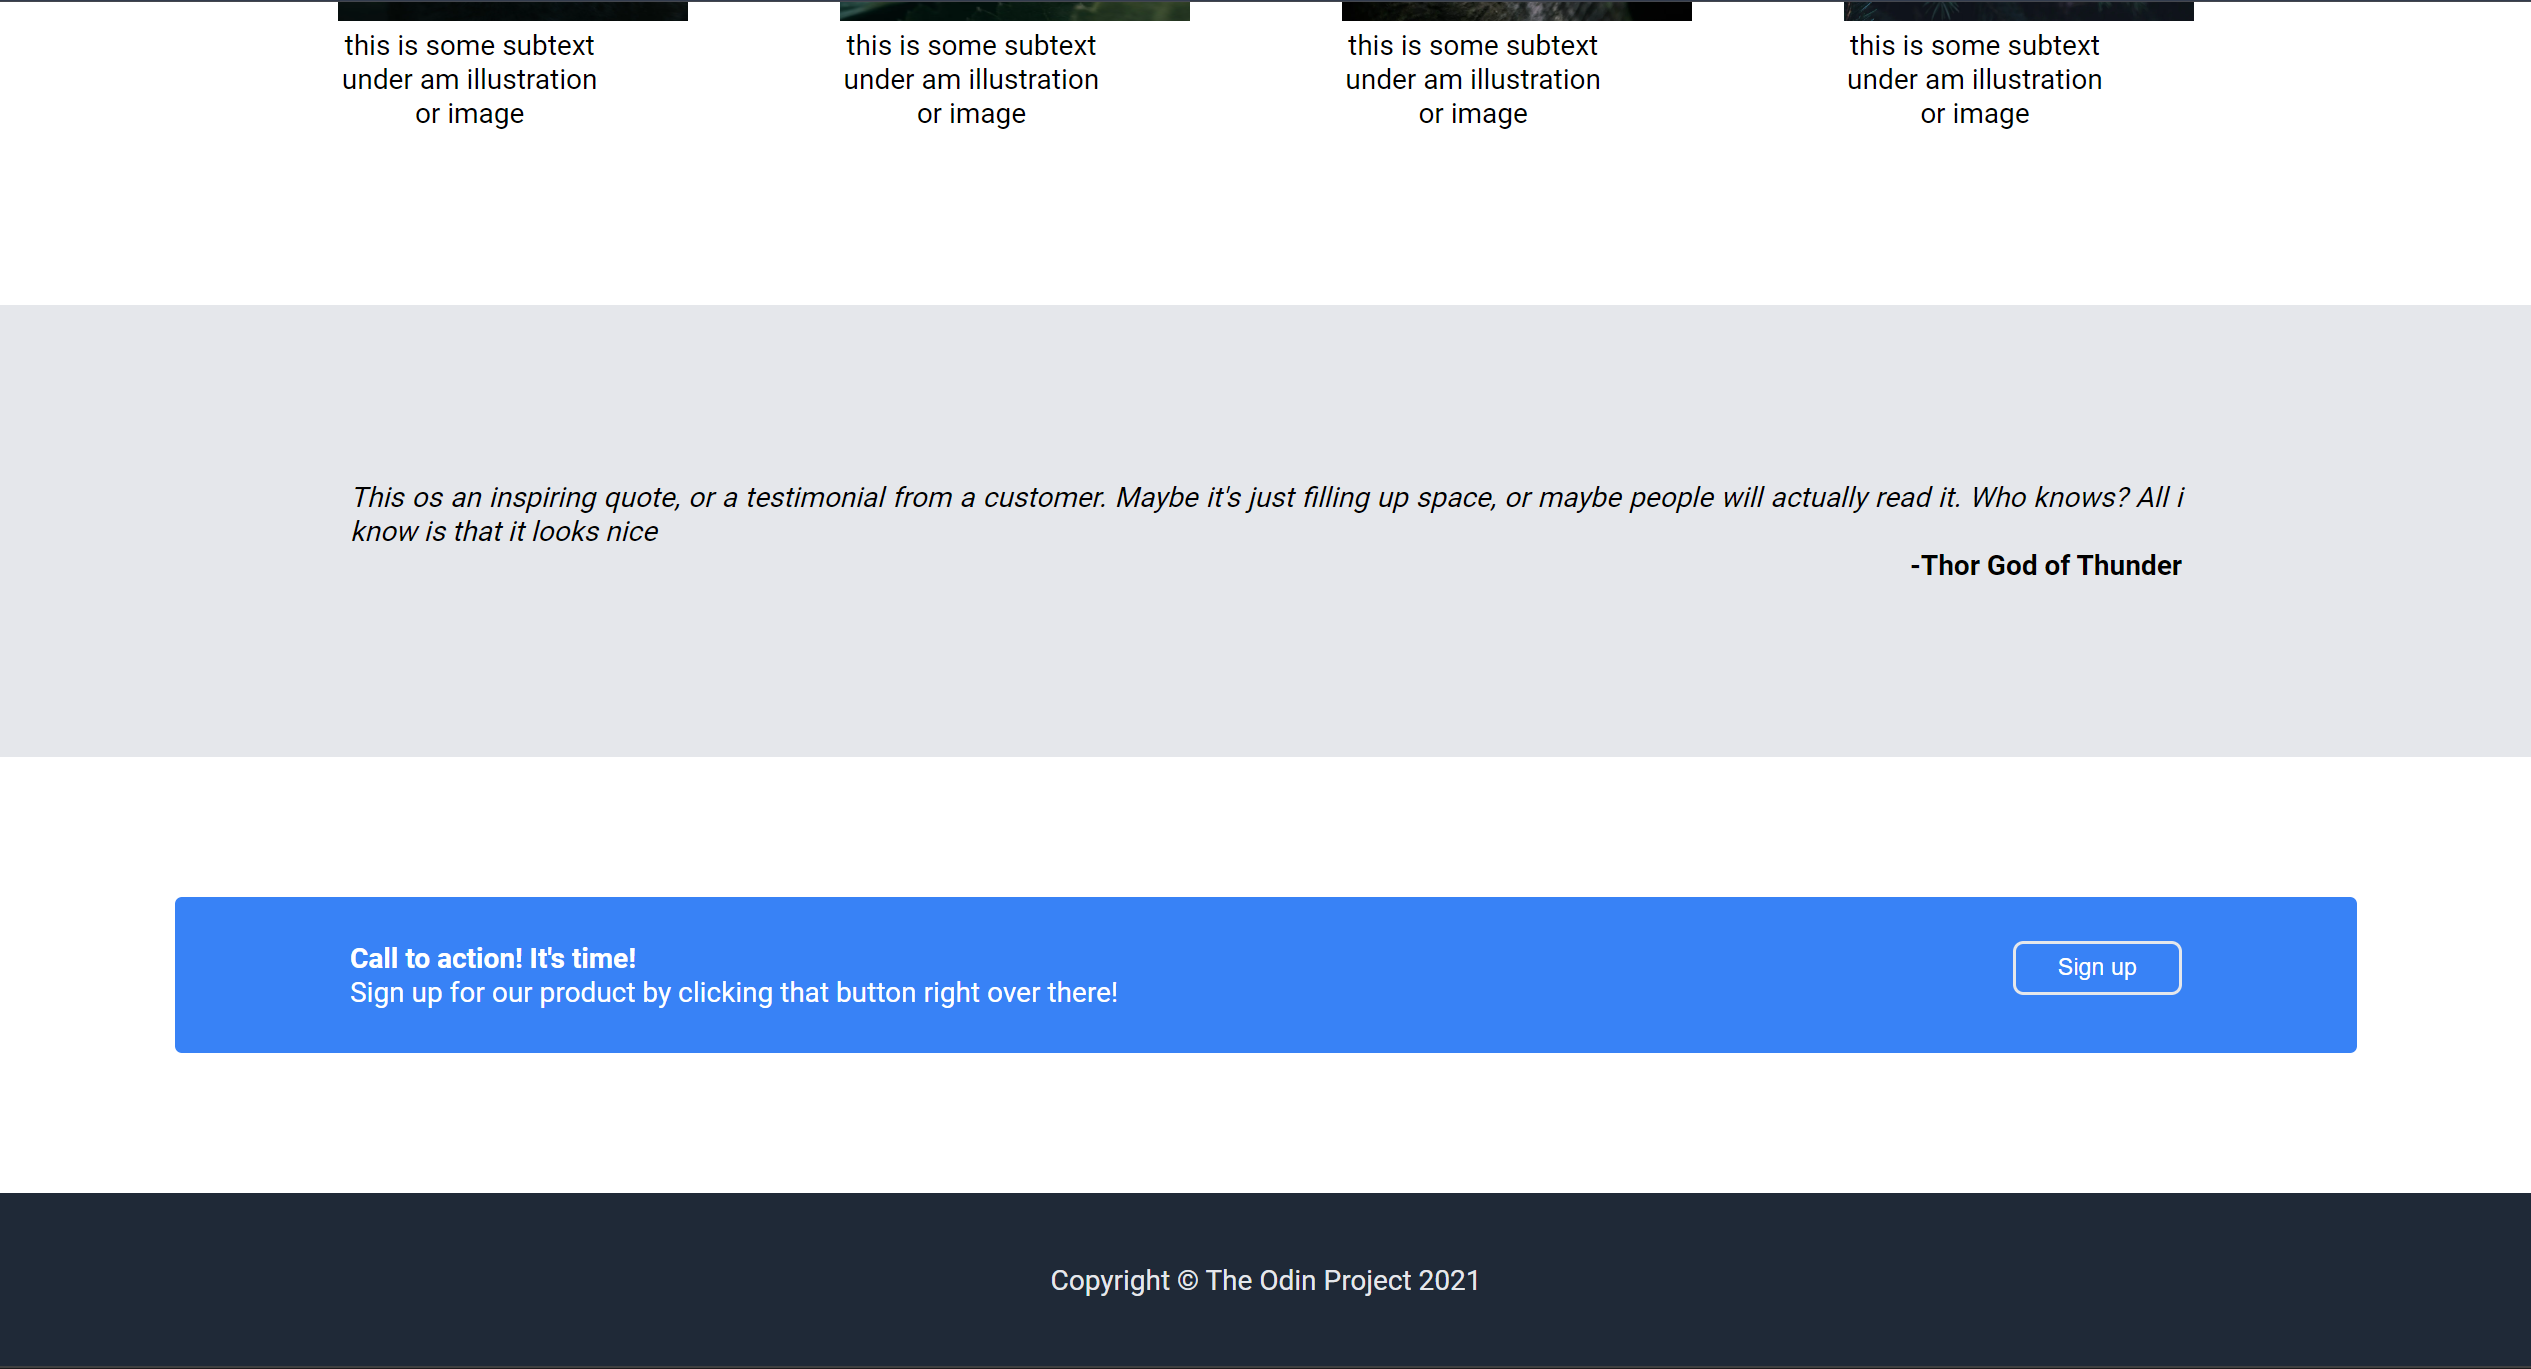 this is some subtext this is some subtext this is some subtext this is some subtext
under am illustration under am illustration under am illustration under am illustration
or image or image or image or image
This os an inspiring quote, or a testimonial from a customer. Maybe it's just filling up space, or maybe people will actually read it. Who knows? All i
know is that it looks nice
-Thor God of Thunder
Call to action! It's time!
Sign up for our product by clicking that button right over there!
Sign up
Copyright © The Odin Project 2021